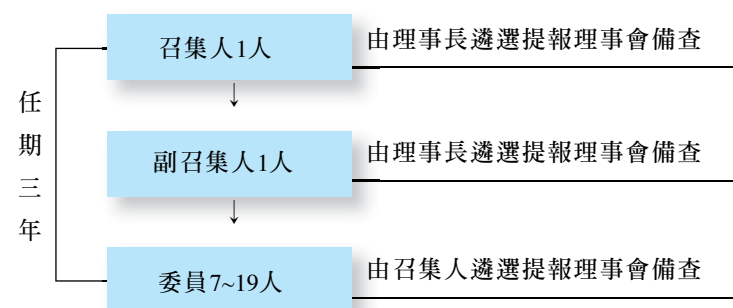 召集人1人
由理事長遴選提報理事會備查
任期三年
副召集人1人
由理事長遴選提報理事會備查
委員7~19人
由召集人遴選提報理事會備查